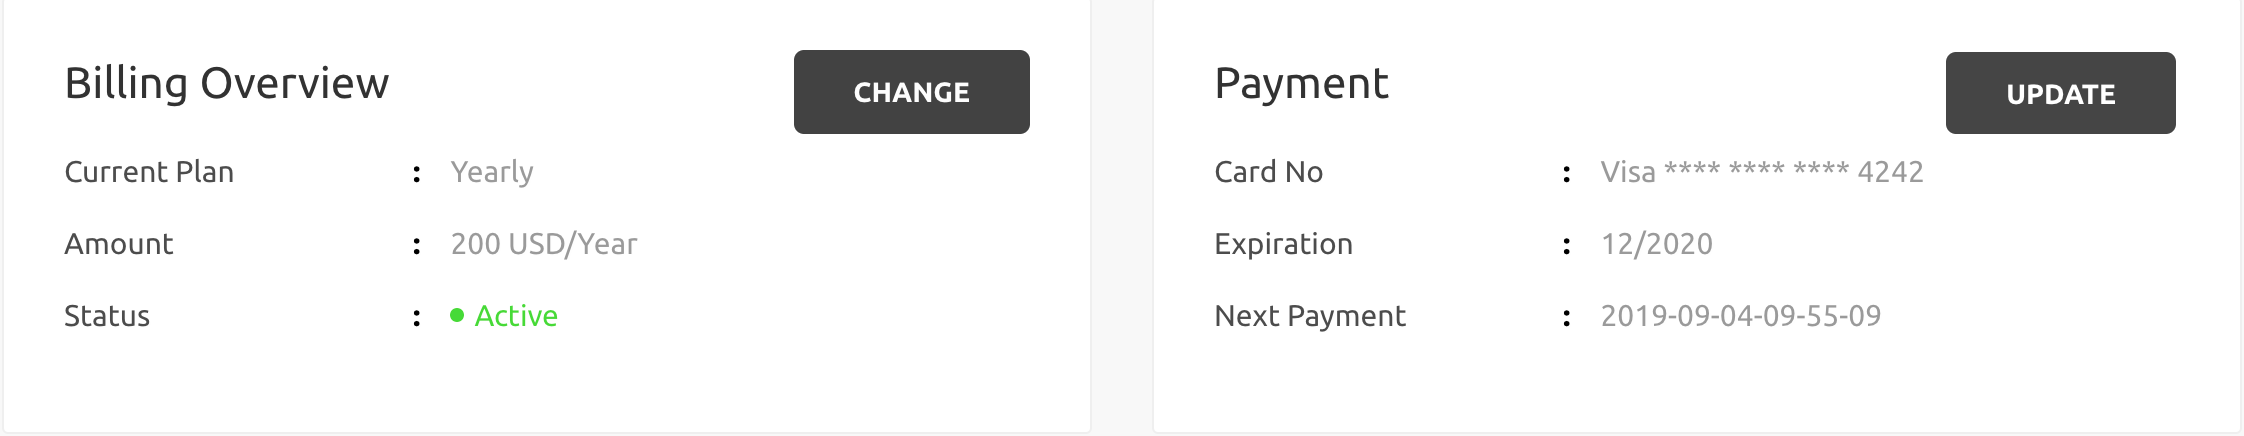 Billing Overview
CHANGE
Current Plan : Yearly
Amount : 200 USD/Year
Status : Active
Payment
UPDATE
Card No : Visa **** **** **** 4242
Expiration : 12/2020
Next Payment : 2019-09-04-09-55-09